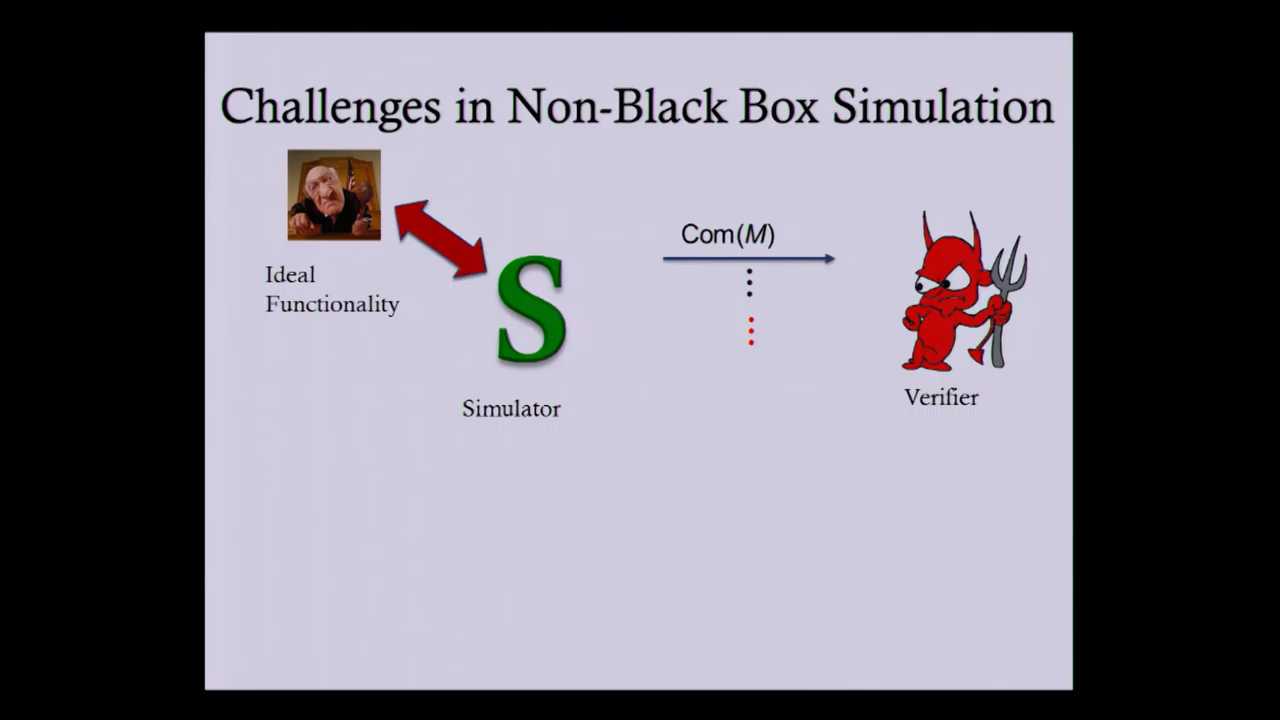 Challenges in Non-Black Box Simulation
Com(M)
Ideal
Functionality
S
Verifier
Simulator